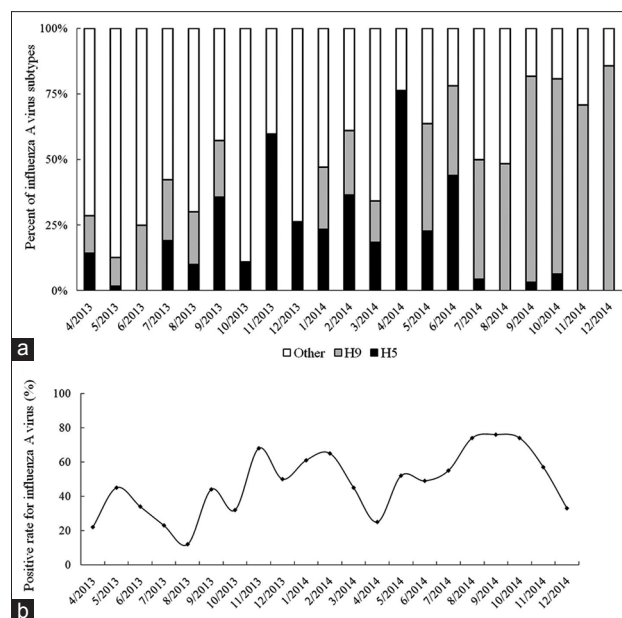 100%
75%
50%
25%
0%
Percent of influenza A virus subtypes
4/2013 5/2013 6/2013 7/2013 8/2013 9/2013 10/2013 11/2013 12/2013 1/2014 2/2014 3/2014 4/2014 5/2014 6/2014 7/2014 8/2014 9/2014 10/2014 11/2014 12/2014
Other H9 H5
a
100
80
60
40
20
0
Positive rate for influenza A virus (%)
4/2013 5/2013 6/2013 7/2013 8/2013 9/2013 10/2013 11/2013 12/2013 1/2014 2/2014 3/2014 4/2014 5/2014 6/2014 7/2014 8/2014 9/2014 10/2014 11/2014 12/2014
b